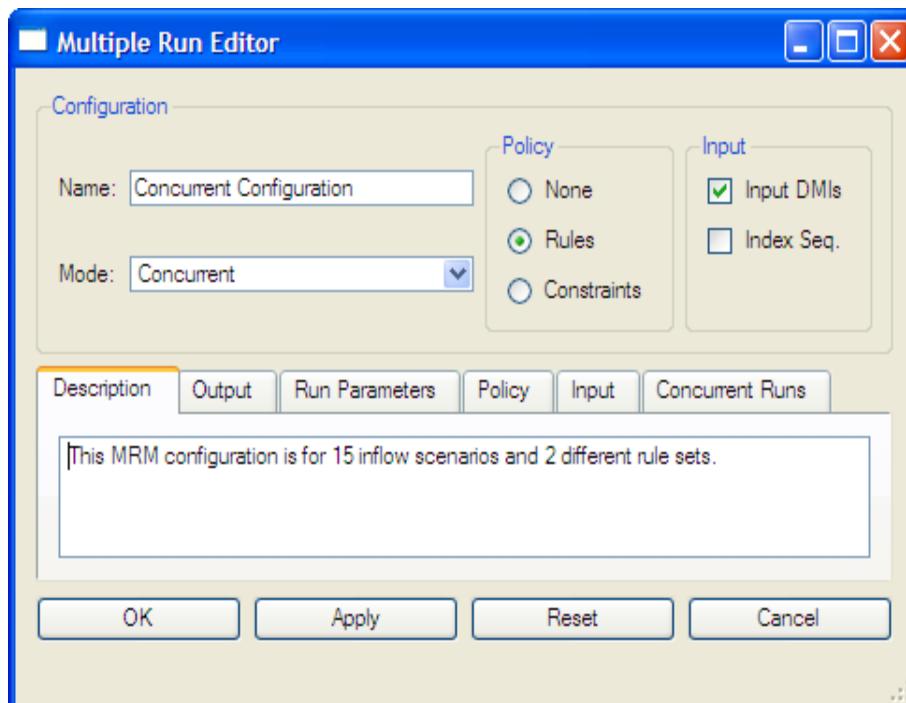 Multiple Run Editor
Configuration
Policy
Input
Name: Concurrent Configuration
None
Input DMIs
Rules
Index Seq.
Mode: Concurrent
Constraints
Description Output Run Parameters Policy Input Concurrent Runs
This MRM configuration is for 15 inflow scenarios and 2 different rule sets.
OK Apply Reset Cancel